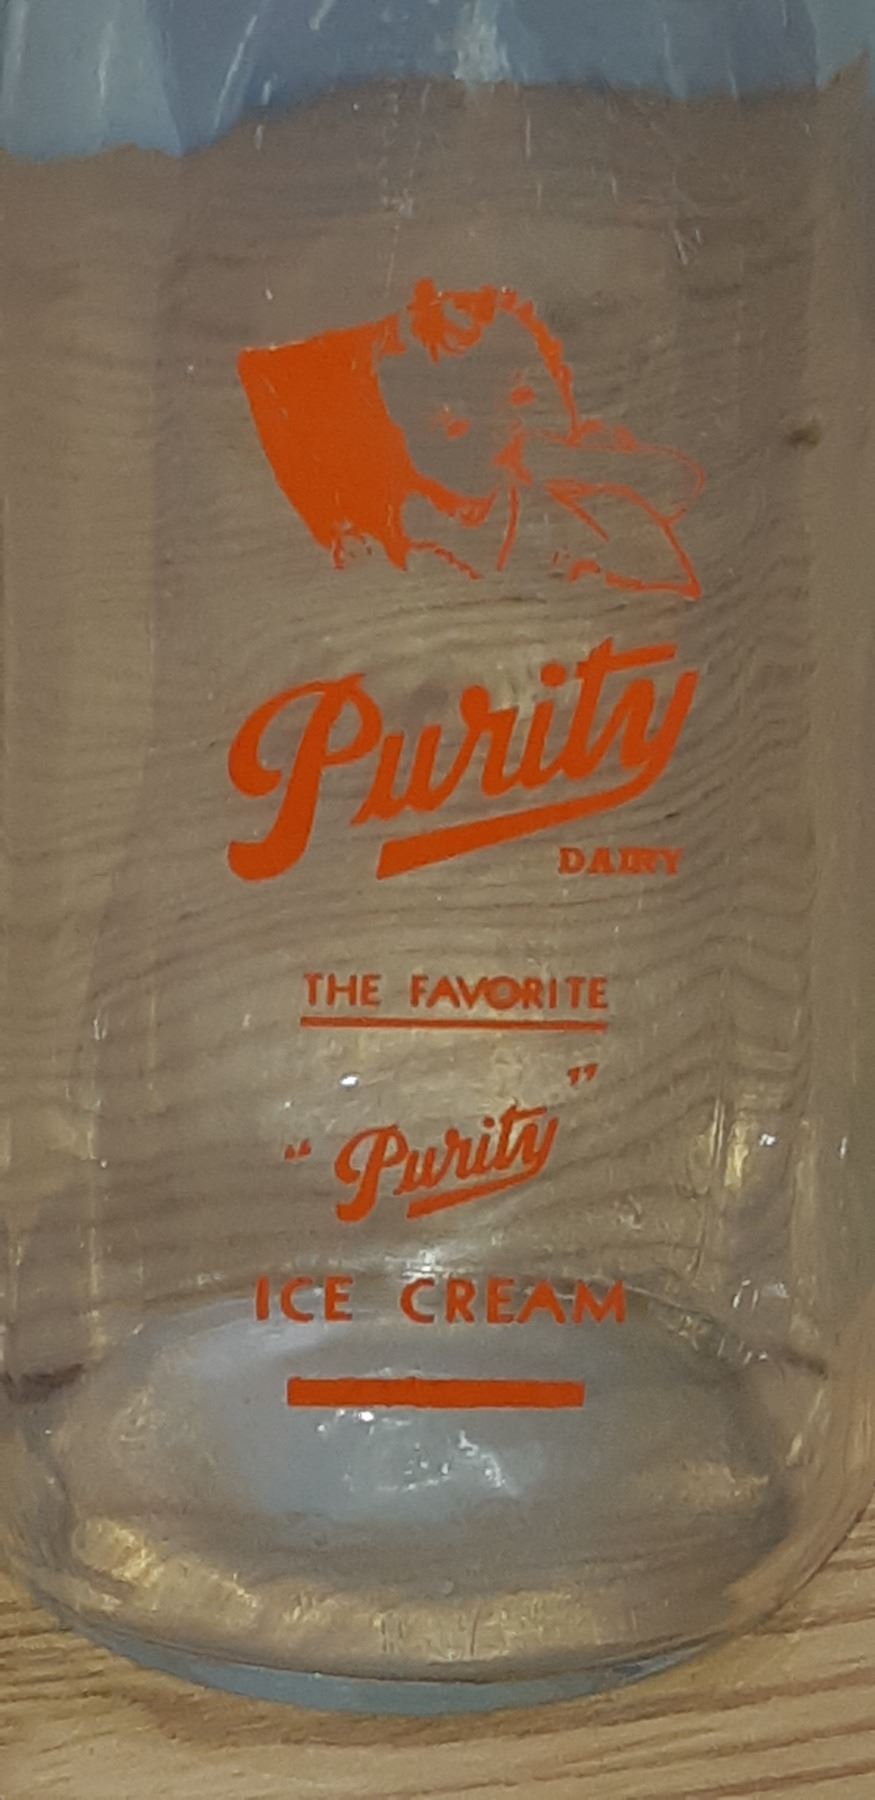 Purity
DAIRY
THE FAVORITE
"Purity"
ICE CREAM